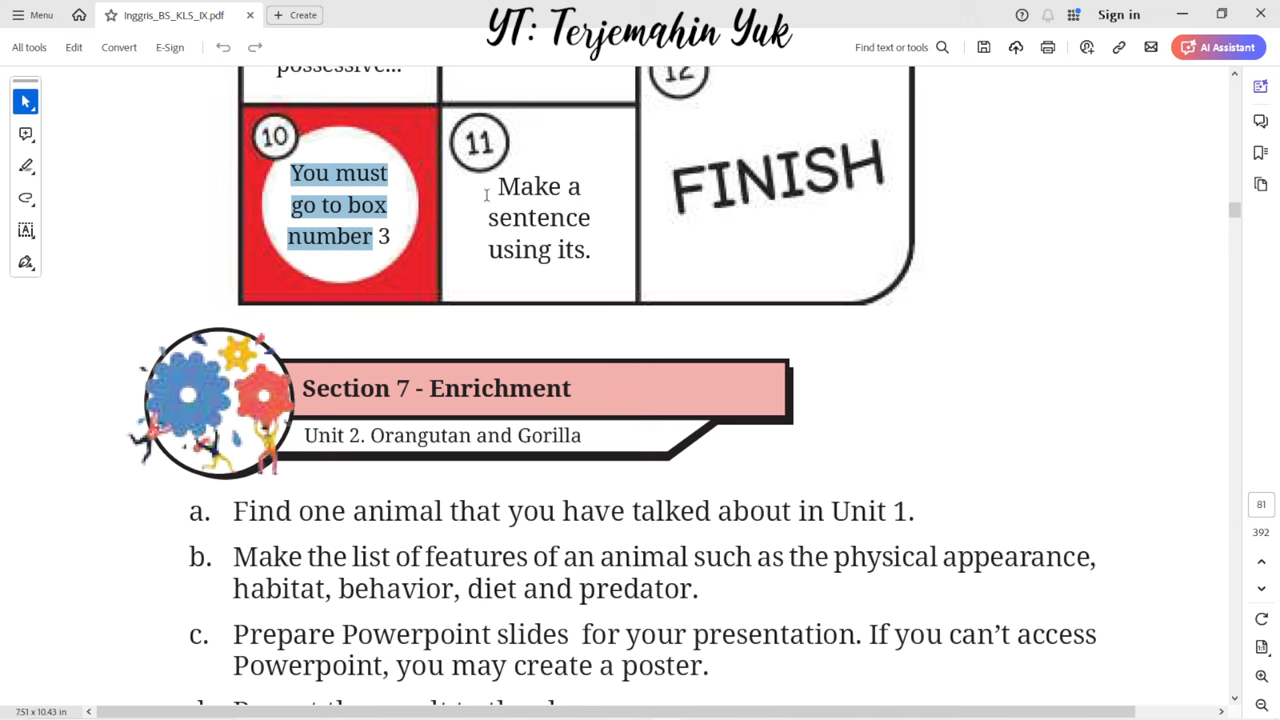 Menu
Inggris_BS_KLS_IX.pdf
Create
YT: Terjemahin Yuk
Sign in
All tools
Edit
Convert
E-Sign
Find text or tools
AI Assistant
possessive...
12
10
You must
go to box
number 3
11
Make a
sentence
using its.
FINISH
Section 7 - Enrichment
Unit 2. Orangutan and Gorilla
a. Find one animal that you have talked about in Unit 1.
b. Make the list of features of an animal such as the physical appearance,
habitat, behavior, diet and predator.
c. Prepare Powerpoint slides for your presentation. If you can’t access
Powerpoint, you may create a poster.
81
392
7.51 x 10.43 in